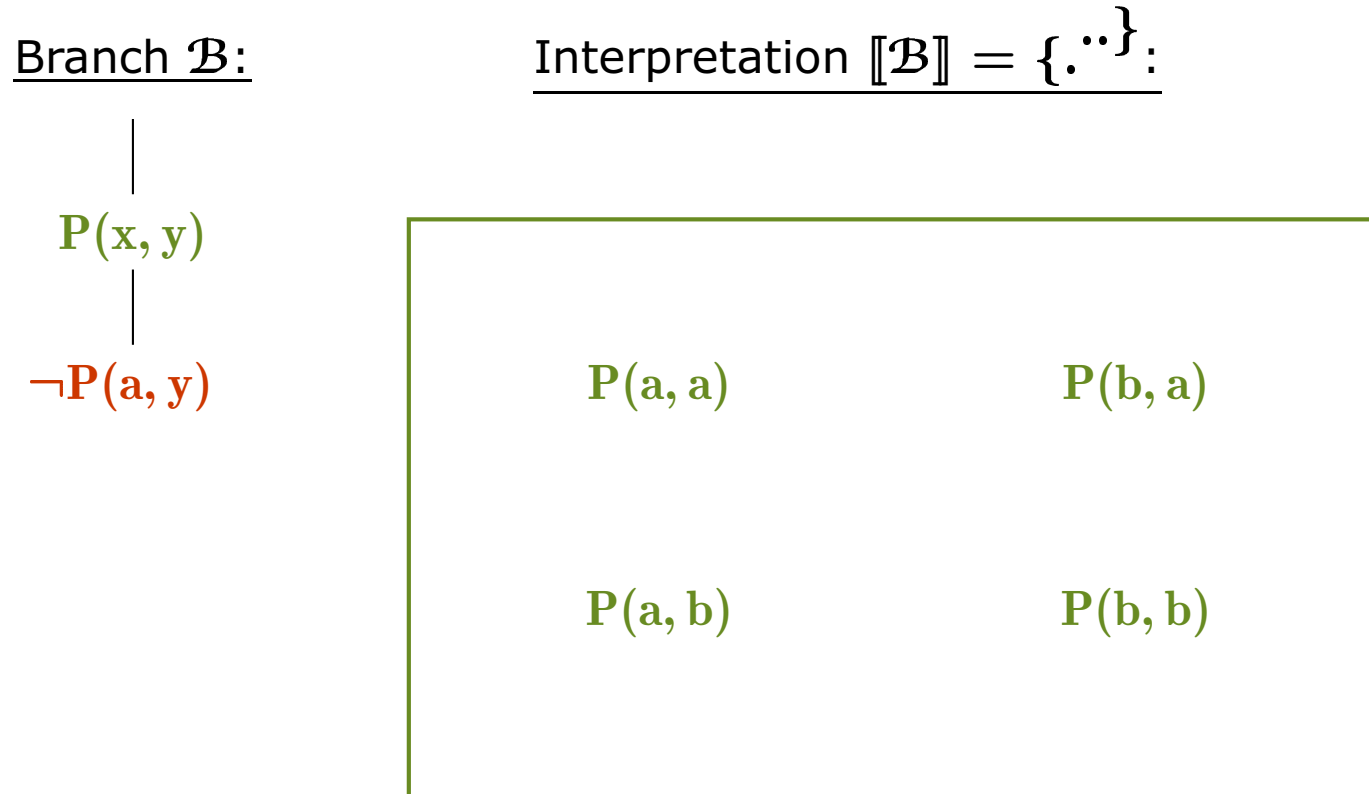 Branch ℬ:
Interpretation ⟦ℬ⟧ = {...}:
P(x, y)
¬P(a, y)
P(a, a) P(b, a)
P(a, b) P(b, b)